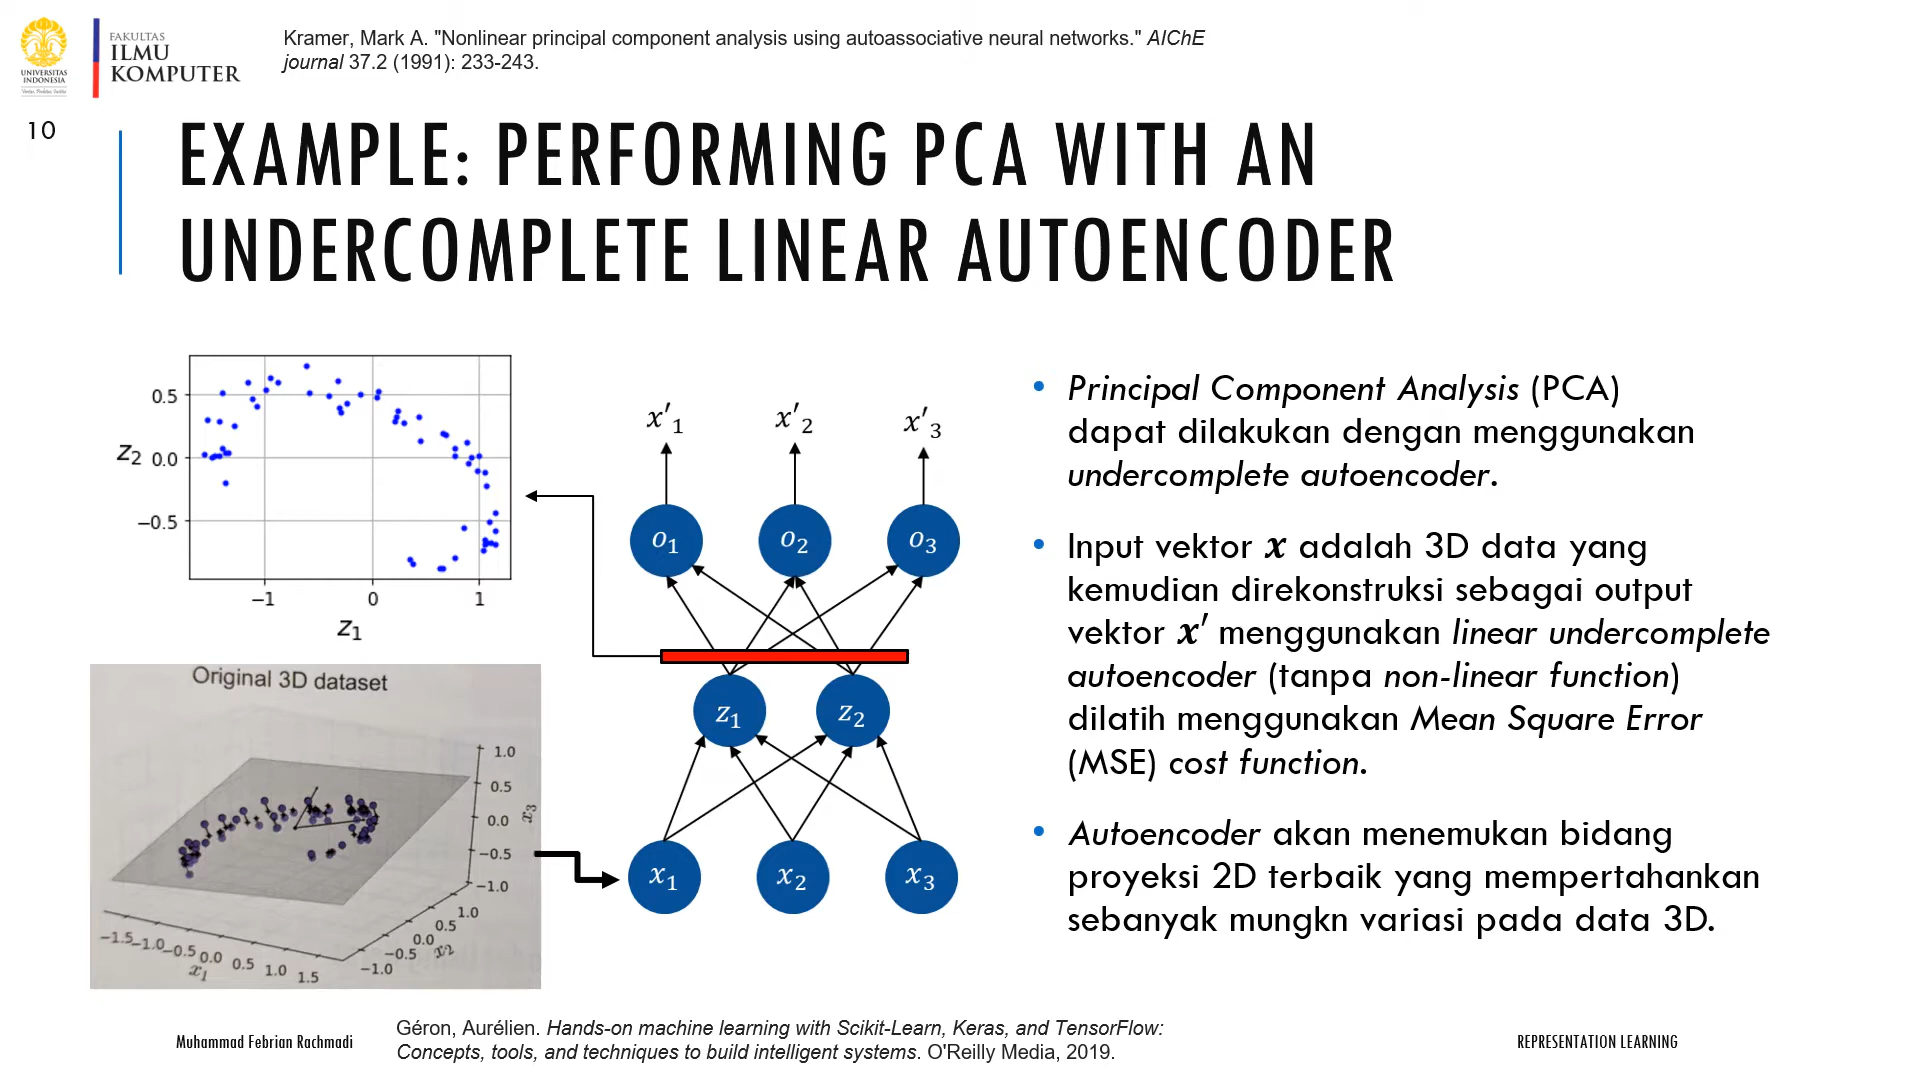 UNIVERSITAS
INDONESIA
Veritas, Probitas, Iustitia
FAKULTAS
ILMU
KOMPUTER
Kramer, Mark A. "Nonlinear principal component analysis using autoassociative neural networks." AIChE
journal 37.2 (1991): 233-243.
10
EXAMPLE: PERFORMING PCA WITH AN
UNDERCOMPLETE LINEAR AUTOENCODER
0.5
z₂ 0.0
−0.5
−1 0 1
z₁
Original 3D dataset
1.0
0.5
0.0
−0.5
−1.0
x₃
1.0
0.5
0.0
−0.5
−1.0
x₂
−1.5 −1.0 −0.5 0.0 0.5 1.0 1.5
x₁
x′₁ x′₂ x′₃
o₁ o₂ o₃
z₁ z₂
x₁ x₂ x₃
• Principal Component Analysis (PCA)
dapat dilakukan dengan menggunakan
undercomplete autoencoder.
• Input vektor x adalah 3D data yang
kemudian direkonstruksi sebagai output
vektor x′ menggunakan linear undercomplete
autoencoder (tanpa non-linear function)
dilatih menggunakan Mean Square Error
(MSE) cost function.
• Autoencoder akan menemukan bidang
proyeksi 2D terbaik yang mempertahankan
sebanyak mungkn variasi pada data 3D.
Muhammad Febrian Rachmadi
Géron, Aurélien. Hands-on machine learning with Scikit-Learn, Keras, and TensorFlow:
Concepts, tools, and techniques to build intelligent systems. O'Reilly Media, 2019.
REPRESENTATION LEARNING